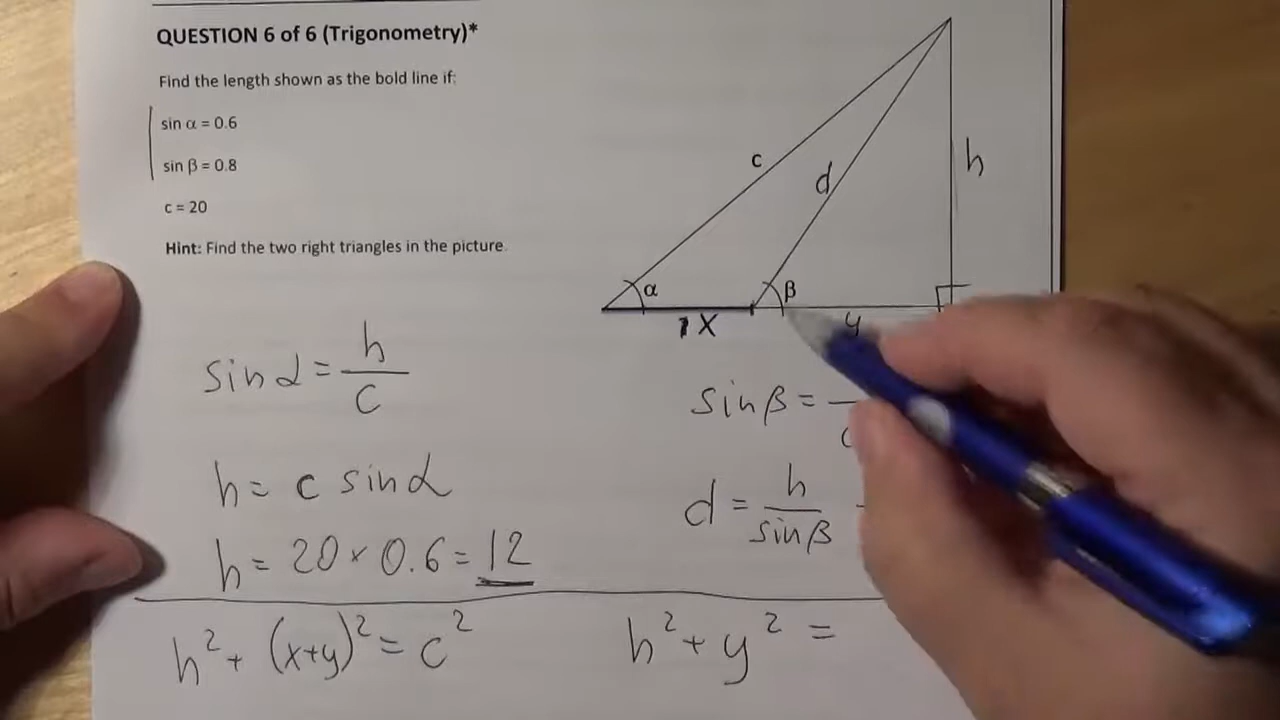 QUESTION 6 of 6 (Trigonometry)*
Find the length shown as the bold line if:
sin α = 0.6
sin β = 0.8
c = 20
Hint: Find the two right triangles in the picture.
c
d
h
α
β
x
y
sin α = h/c
h = c sin α
h = 20 × 0.6 = 12
sin β =
d = h/sin β
h² + (x+y)² = c²
h² + y² =